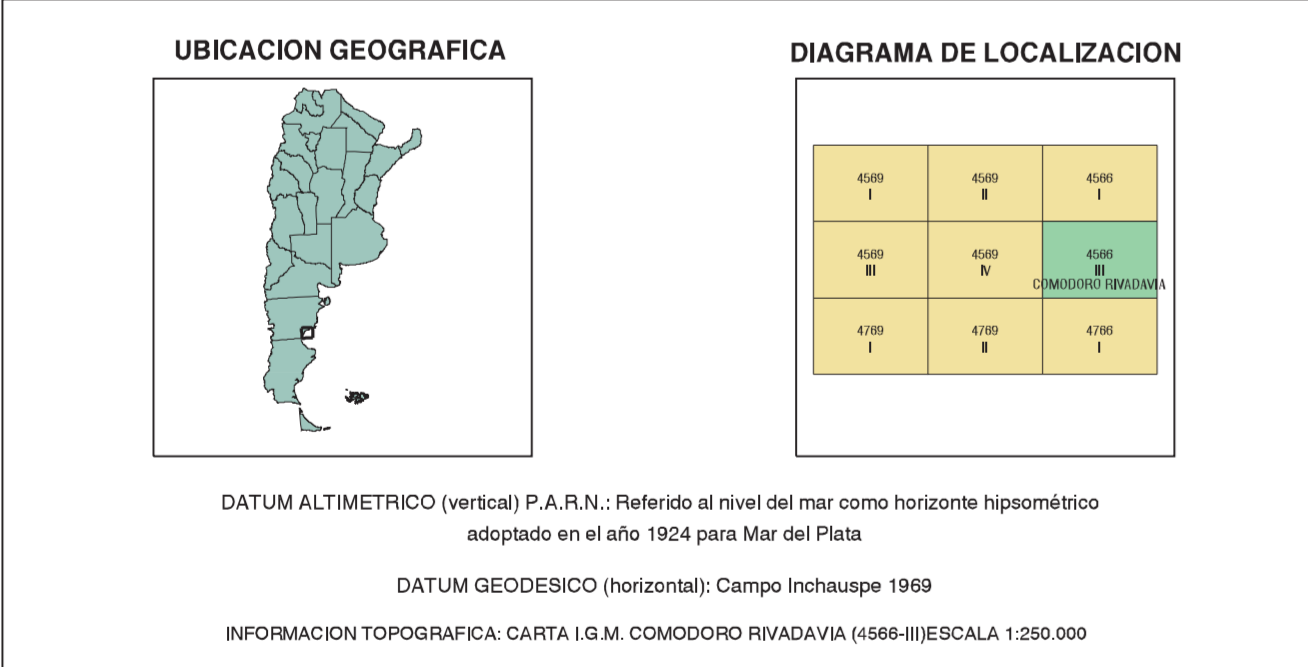 UBICACION GEOGRAFICA
DIAGRAMA DE LOCALIZACION
4569
I
4569
II
4566
I
4569
III
4569
IV
4566
III
COMODORO RIVADAVIA
4769
I
4769
II
4766
I
DATUM ALTIMETRICO (vertical) P.A.R.N.: Referido al nivel del mar como horizonte hipsométrico
adoptado en el año 1924 para Mar del Plata
DATUM GEODESICO (horizontal): Campo Inchauspe 1969
INFORMACION TOPOGRAFICA: CARTA I.G.M. COMODORO RIVADAVIA (4566-III)ESCALA 1:250.000